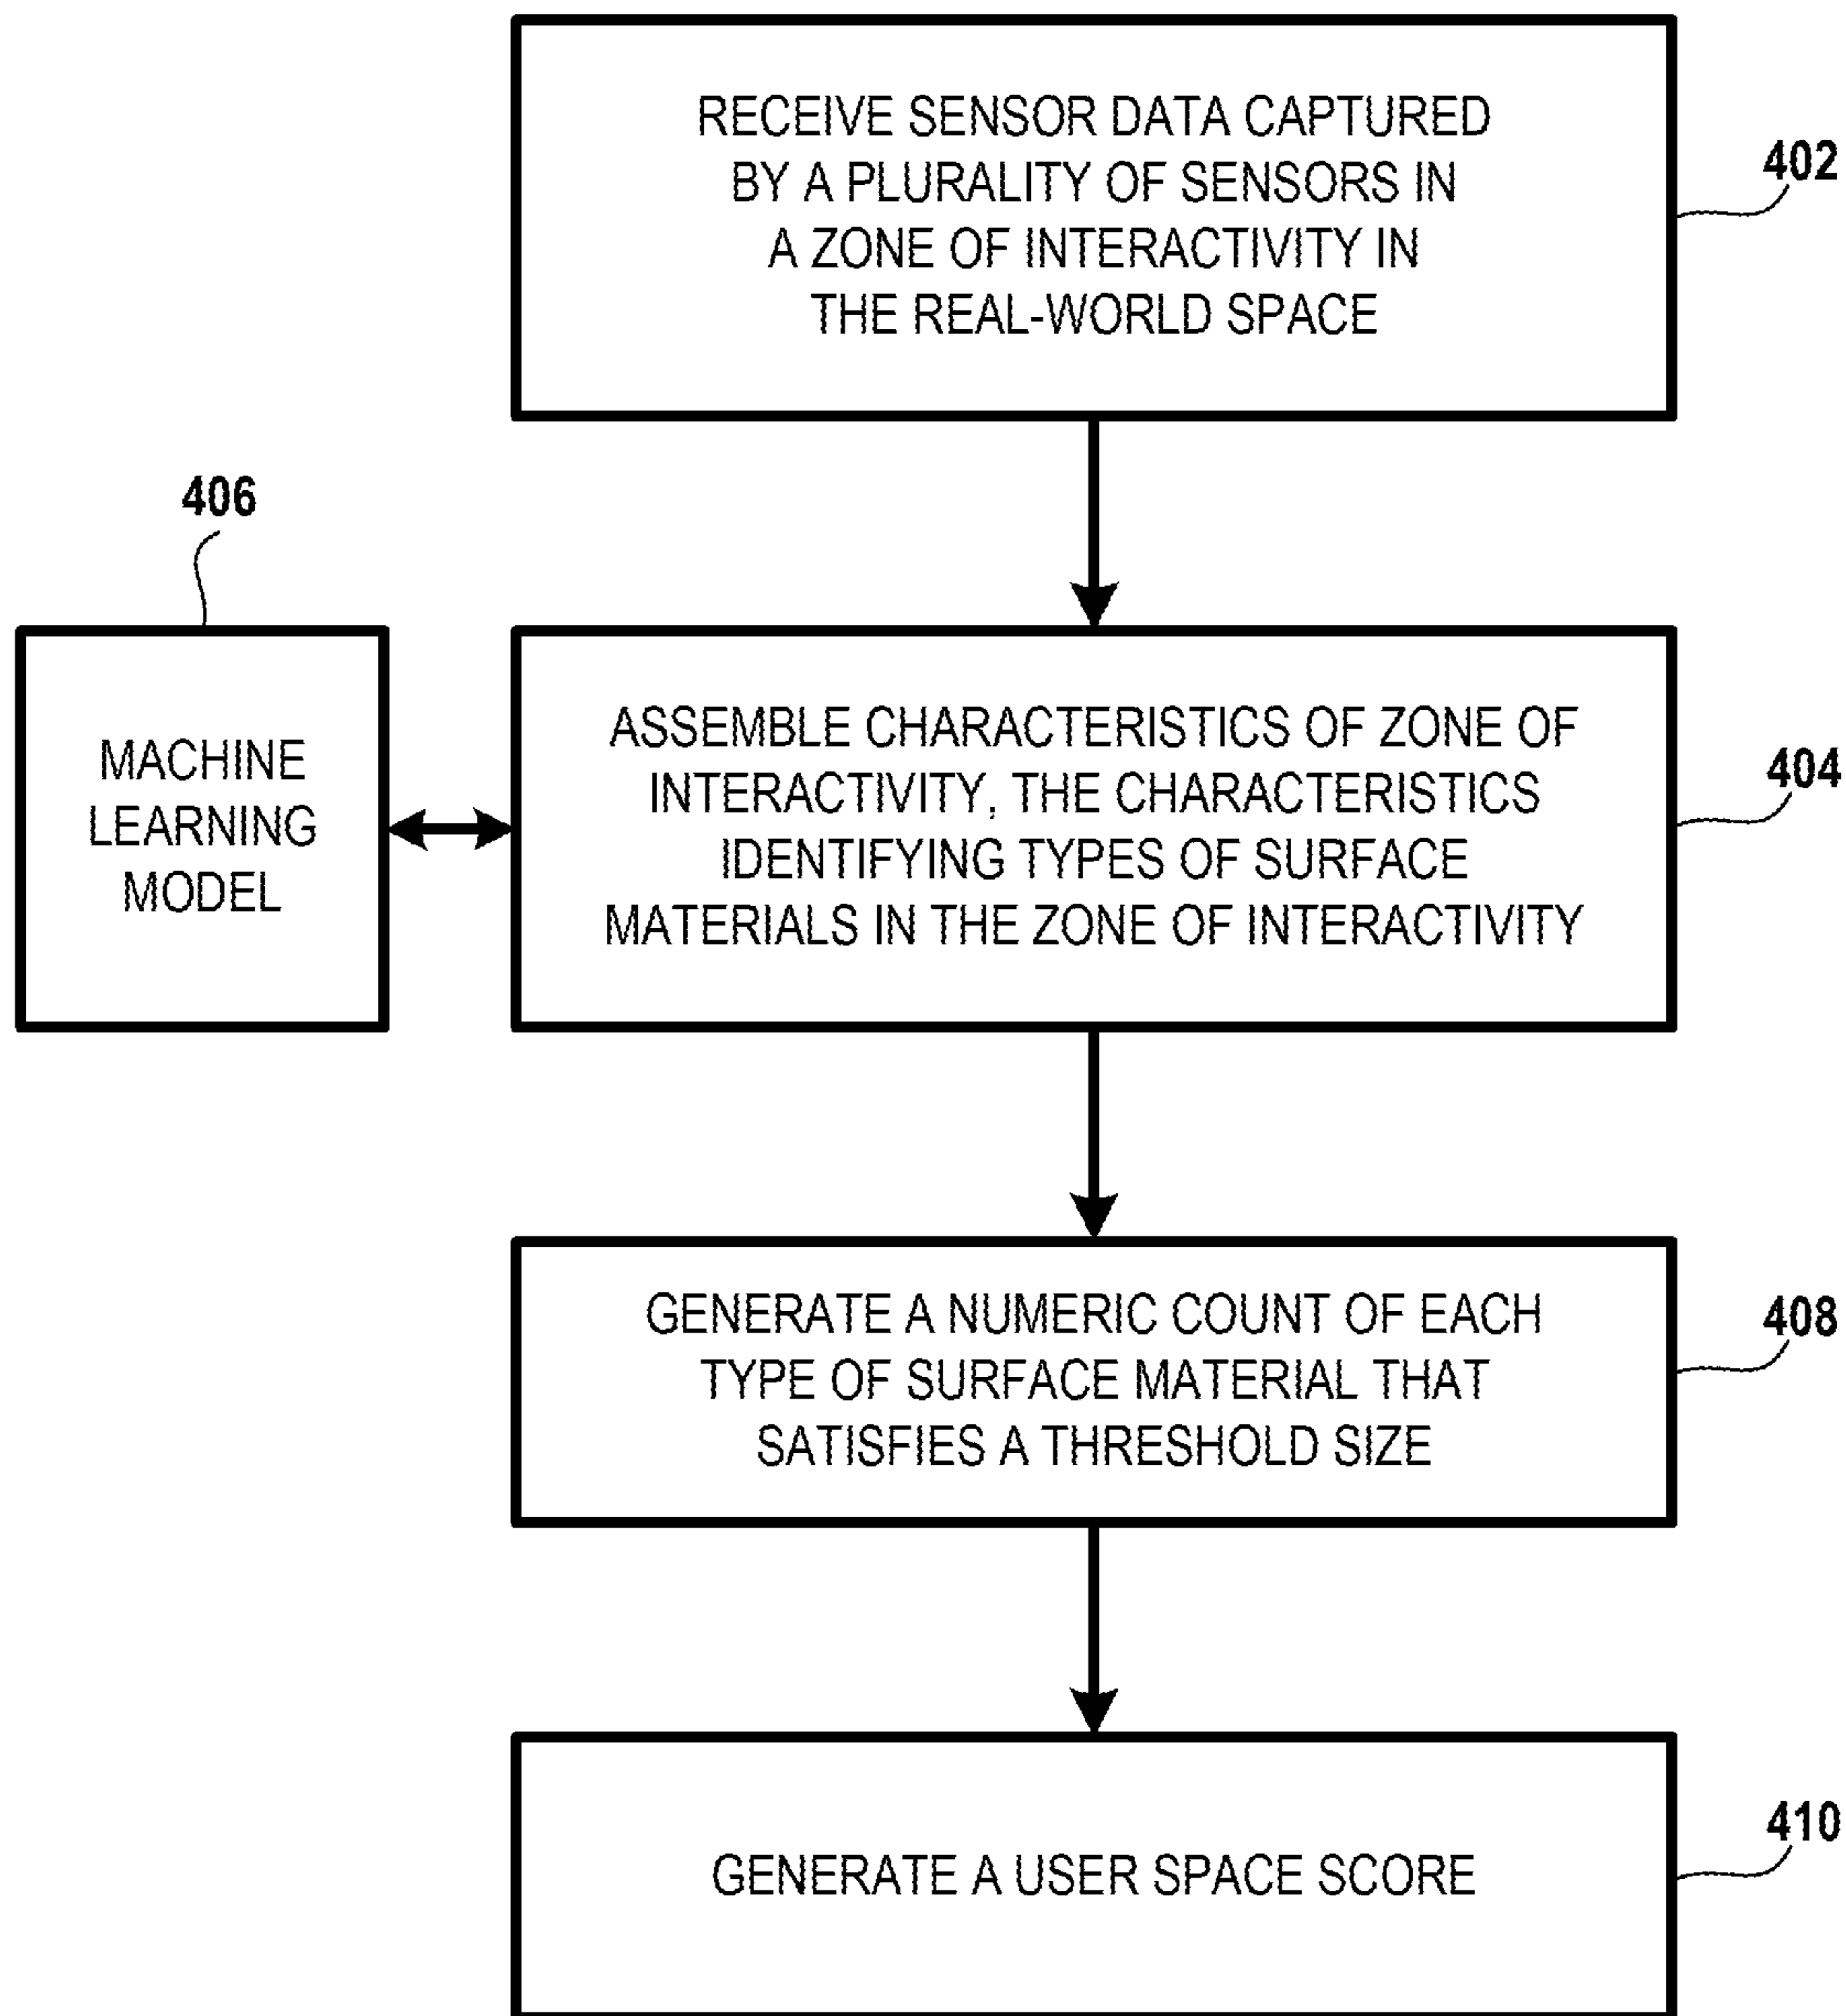 RECEIVE SENSOR DATA CAPTURED
BY A PLURALITY OF SENSORS IN
A ZONE OF INTERACTIVITY IN
THE REAL-WORLD SPACE
402
406
MACHINE
LEARNING
MODEL
ASSEMBLE CHARACTERISTICS OF ZONE OF
INTERACTIVITY, THE CHARACTERISTICS
IDENTIFYING TYPES OF SURFACE
MATERIALS IN THE ZONE OF INTERACTIVITY
404
GENERATE A NUMERIC COUNT OF EACH
TYPE OF SURFACE MATERIAL THAT
SATISFIES A THRESHOLD SIZE
408
GENERATE A USER SPACE SCORE
410